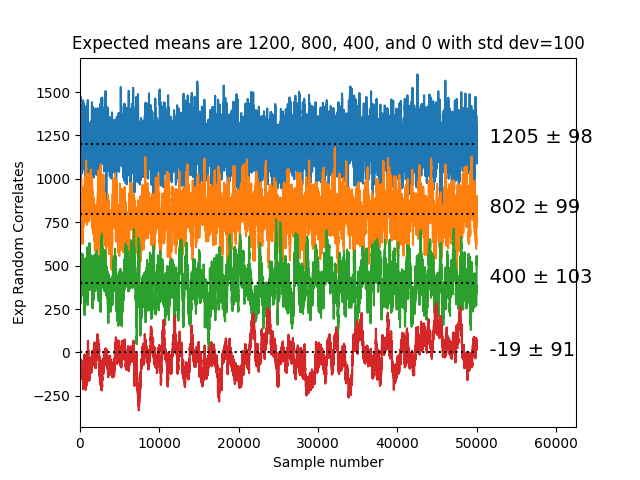 Expected means are 1200, 800, 400, and 0 with std dev=100
Exp Random Correlates
1500
1250
1000
750
500
250
0
−250
1205 ± 98
802 ± 99
400 ± 103
-19 ± 91
0 10000 20000 30000 40000 50000 60000
Sample number